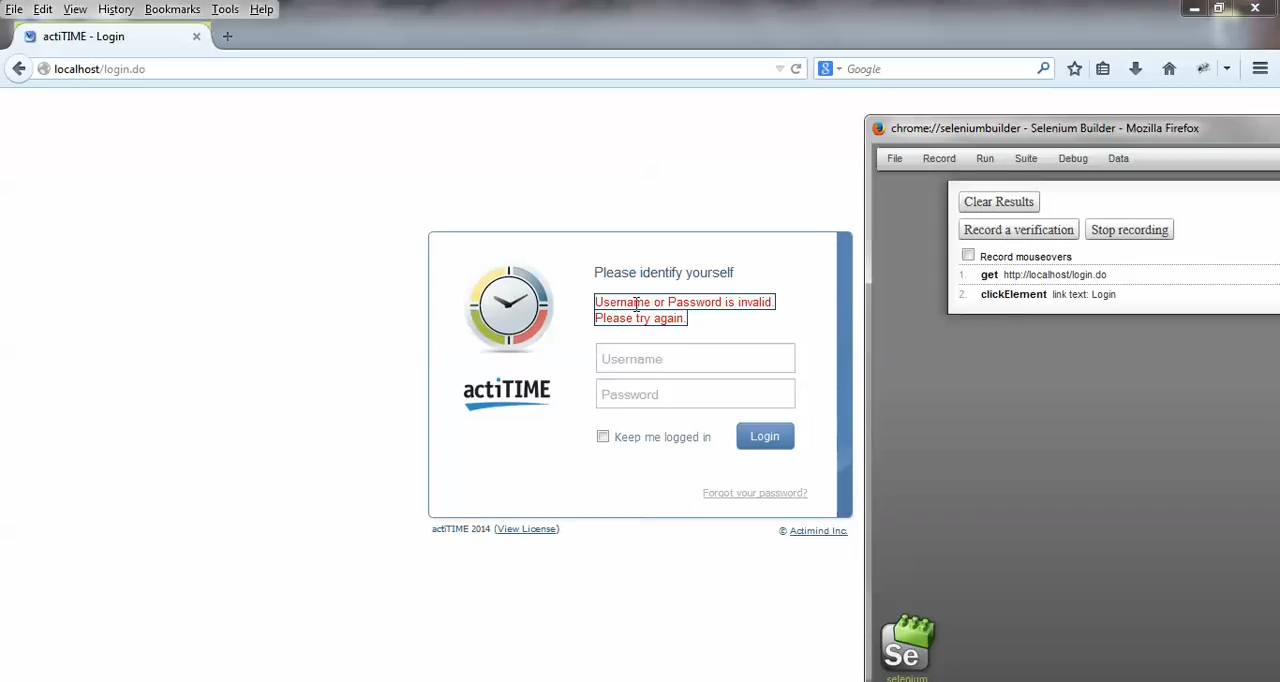 File Edit View History Bookmarks Tools Help
actiTIME - Login
localhost/login.do
Google
chrome://seleniumbuilder - Selenium Builder - Mozilla Firefox
File Record Run Suite Debug Data
Clear Results
Record a verification Stop recording
Record mouseovers
1. get http://localhost/login.do
2. clickElement link text: Login
Please identify yourself
Username or Password is invalid.
Please try again.
Username
Password
actiTIME
Keep me logged in Login
Forgot your password?
actiTIME 2014 (View License) © Actimind Inc.
Se
selenium